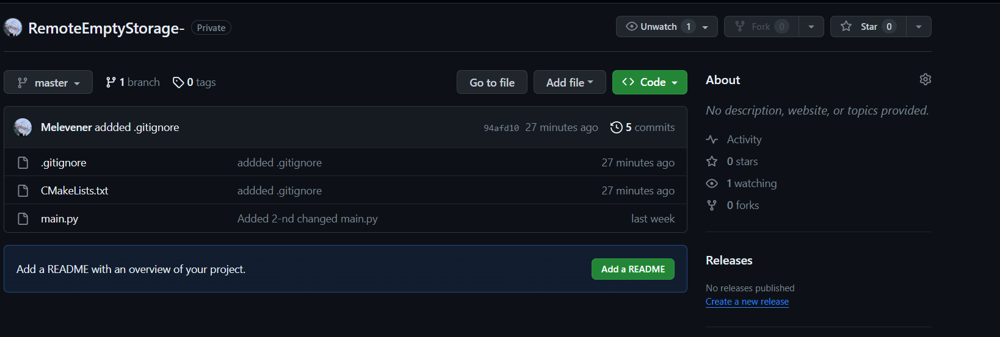 RemoteEmptyStorage- Private
Unwatch 1 Fork 0 Star 0
master 1 branch 0 tags Go to file Add file Code
Melevener addded .gitignore 94afd10 27 minutes ago 5 commits
.gitignore addded .gitignore 27 minutes ago
CMakeLists.txt addded .gitignore 27 minutes ago
main.py Added 2-nd changed main.py last week
Add a README with an overview of your project. Add a README
About
No description, website, or topics provided.
Activity
0 stars
1 watching
0 forks
Releases
No releases published
Create a new release